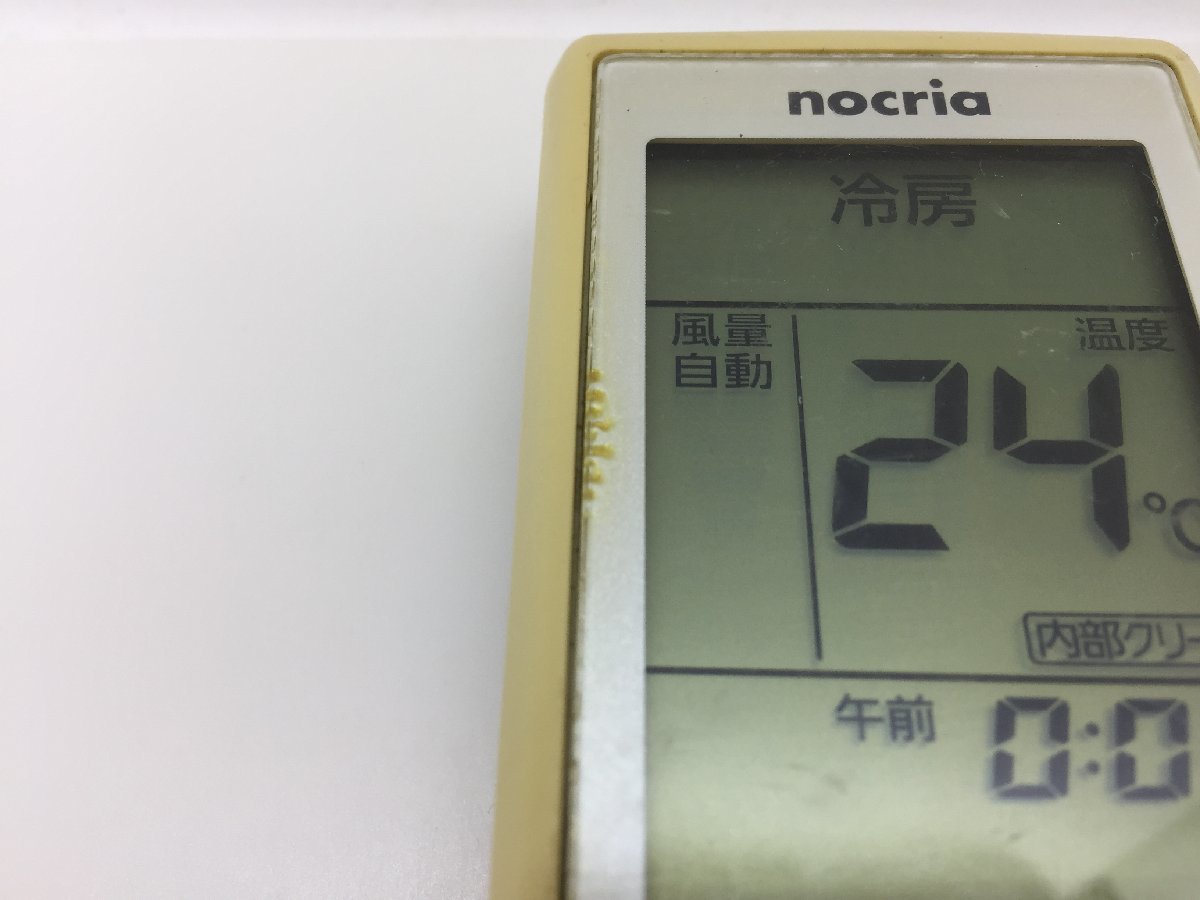 nocria
冷房
風量 温度
自動
24℃
内部クリー
午前 0:0